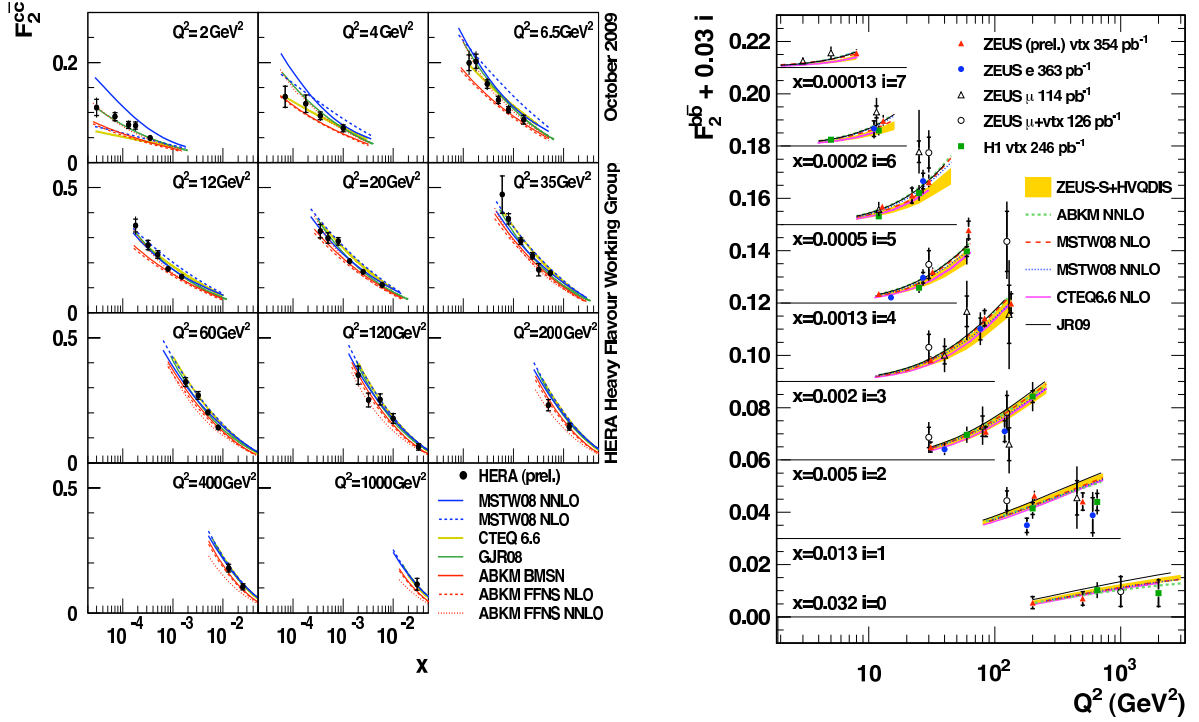 F₂^cc̄
Q²= 2 GeV²
Q²= 4 GeV²
Q²= 6.5GeV²
0.2
0
Q²= 12GeV²
Q²= 20GeV²
Q²= 35GeV²
0.5
0
Q²= 60GeV²
Q²= 120GeV²
Q²= 200GeV²
0.5
0
Q²= 400GeV²
Q²= 1000GeV²
0.5
0
10⁻⁴ 10⁻³ 10⁻²
10⁻⁴ 10⁻³ 10⁻²
x
HERA Heavy Flavour Working Group October 2009
HERA (prel.)
MSTW08 NNLO
MSTW08 NLO
CTEQ 6.6
GJR08
ABKM BMSN
ABKM FFNS NLO
ABKM FFNS NNLO
F₂^bb̄ + 0.03 i
0.22
0.20
0.18
0.16
0.14
0.12
0.10
0.08
0.06
0.04
0.02
0.00
x=0.00013 i=7
x=0.0002 i=6
x=0.0005 i=5
x=0.0013 i=4
x=0.002 i=3
x=0.005 i=2
x=0.013 i=1
x=0.032 i=0
ZEUS (prel.) vtx 354 pb⁻¹
ZEUS e 363 pb⁻¹
ZEUS μ 114 pb⁻¹
ZEUS μ+vtx 126 pb⁻¹
H1 vtx 246 pb⁻¹
ZEUS-S+HVQDIS
ABKM NNLO
MSTW08 NLO
MSTW08 NNLO
CTEQ6.6 NLO
JR09
10 10² 10³
Q² (GeV²)